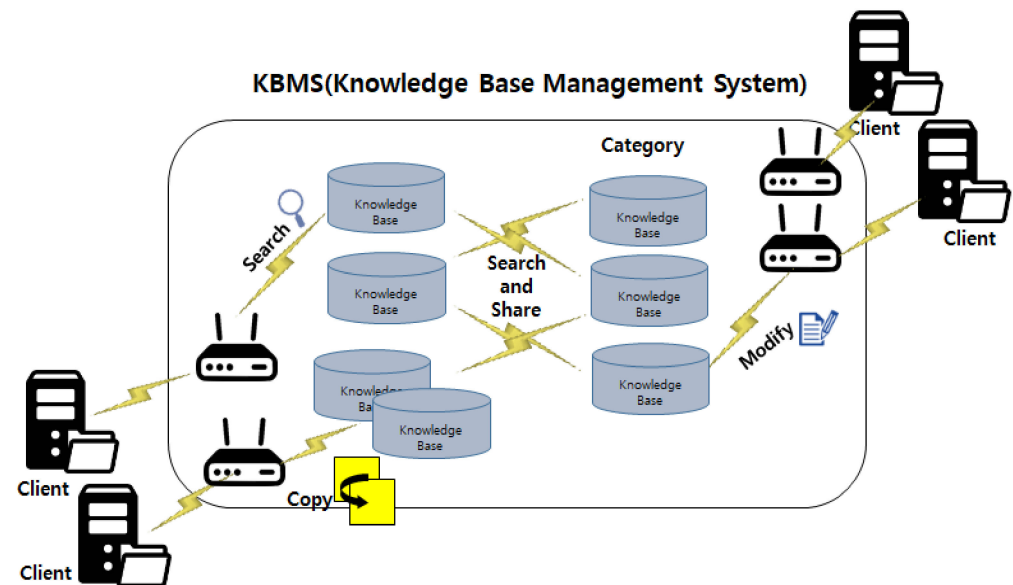 KBMS(Knowledge Base Management System)
Client
Client
Category
Knowledge
Base
Knowledge
Base
Search
Search
and
Share
Knowledge
Base
Knowledge
Base
Modify
Knowledge
Base
Knowledge
Ba
Knowledge
Base
Copy
Client
Client